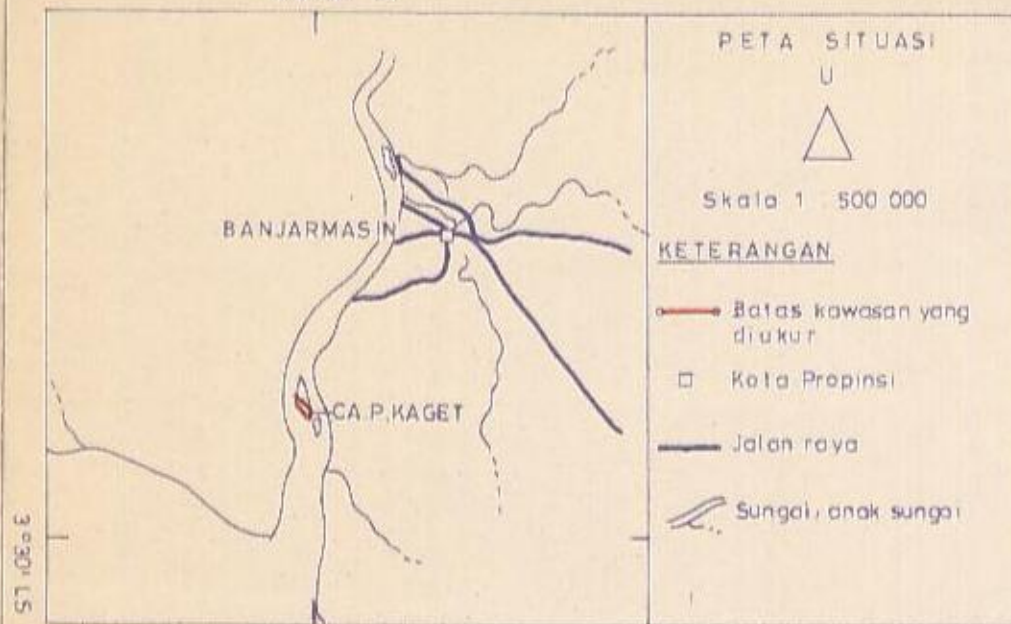 PETA SITUASI
U
Skala 1 : 500 000
KETERANGAN
Batas kawasan yang
diukur
Kota Propinsi
Jalan raya
Sungai, anak sungai
BANJARMASIN
CA. P. KAGET
3°30' LS